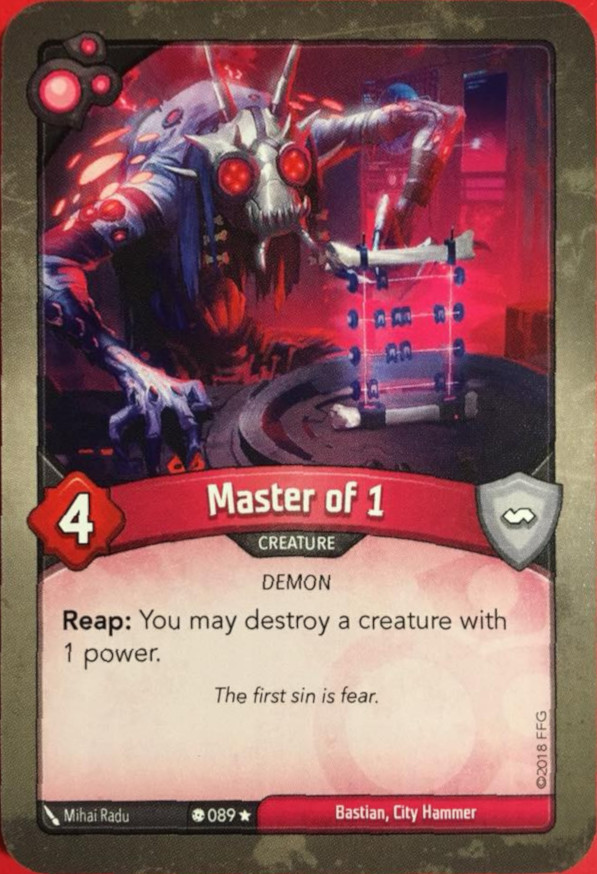 4
Master of 1
CREATURE
DEMON
Reap: You may destroy a creature with
1 power.
The first sin is fear.
©2018 FFG
Mihai Radu
089
Bastian, City Hammer